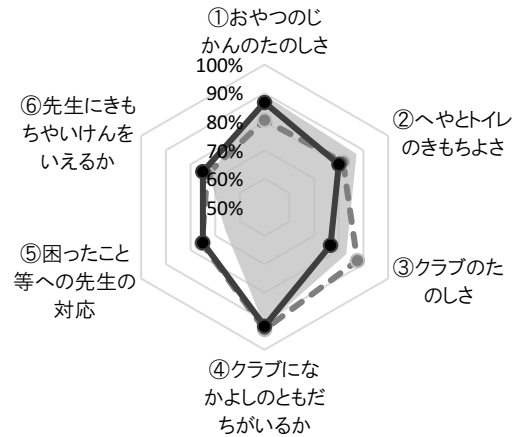 ①おやつのじ
かんのたのしさ
100%
90%
80%
70%
60%
50%
②へやとトイレ
のきもちよさ
③クラブのた
のしさ
④クラブにな
かよしのともだ
ちがいるか
⑤困ったこと
等への先生の
対応
⑥先生にきも
ちやいけんを
いえるか